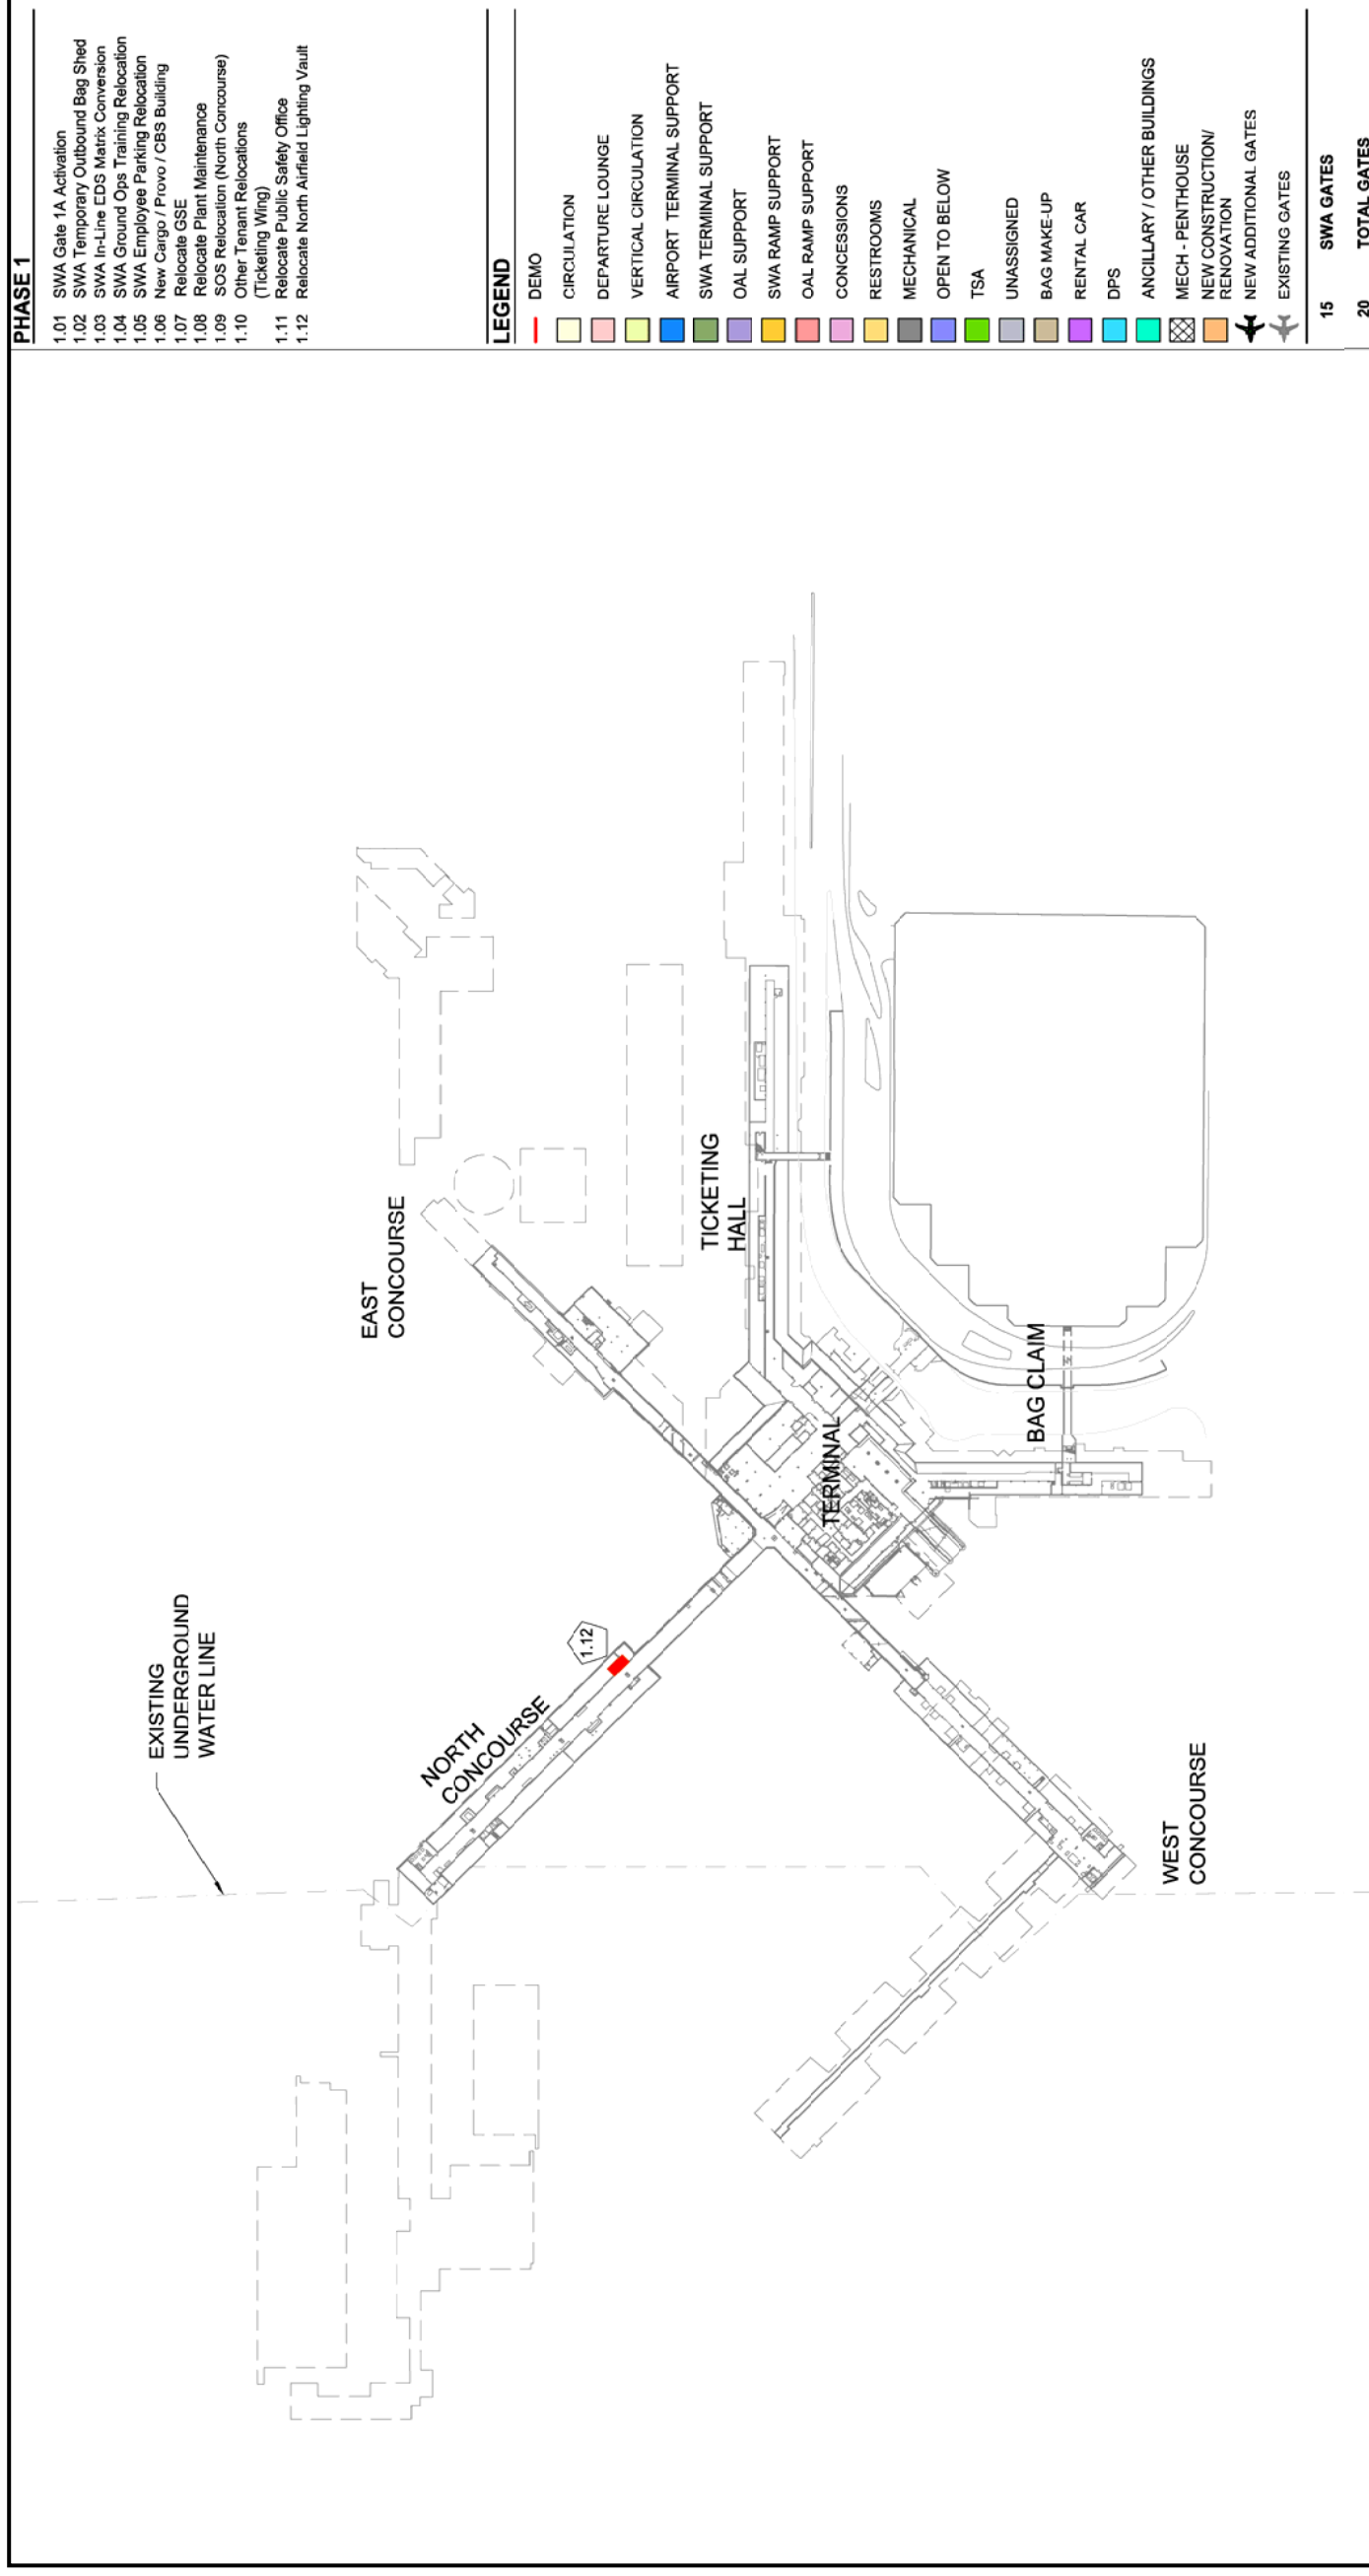 PHASE 1
1.01 SWA Gate 1A Activation
1.02 SWA Temporary Outbound Bag Shed
1.03 SWA In-Line EDS Matrix Conversion
1.04 SWA Ground Ops Training Relocation
1.05 SWA Employee Parking Relocation
1.06 New Cargo / Provo / CBS Building
1.07 Relocate GSE
1.08 Relocate Plant Maintenance
1.09 SOS Relocation (North Concourse)
1.10 Other Tenant Relocations
(Ticketing Wing)
1.11 Relocate Public Safety Office
1.12 Relocate North Airfield Lighting Vault
LEGEND
DEMO
CIRCULATION
DEPARTURE LOUNGE
VERTICAL CIRCULATION
AIRPORT TERMINAL SUPPORT
SWA TERMINAL SUPPORT
OAL SUPPORT
SWA RAMP SUPPORT
OAL RAMP SUPPORT
CONCESSIONS
RESTROOMS
MECHANICAL
OPEN TO BELOW
TSA
UNASSIGNED
BAG MAKE-UP
RENTAL CAR
DPS
ANCILLARY / OTHER BUILDINGS
MECH - PENTHOUSE
NEW CONSTRUCTION/
RENOVATION
NEW ADDITIONAL GATES
EXISTING GATES
15 SWA GATES
20 TOTAL GATES
EXISTING
UNDERGROUND
WATER LINE
EAST
CONCOURSE
NORTH
CONCOURSE
1.12
TICKETING
HALL
TERMINAL
BAG CLAIM
WEST
CONCOURSE